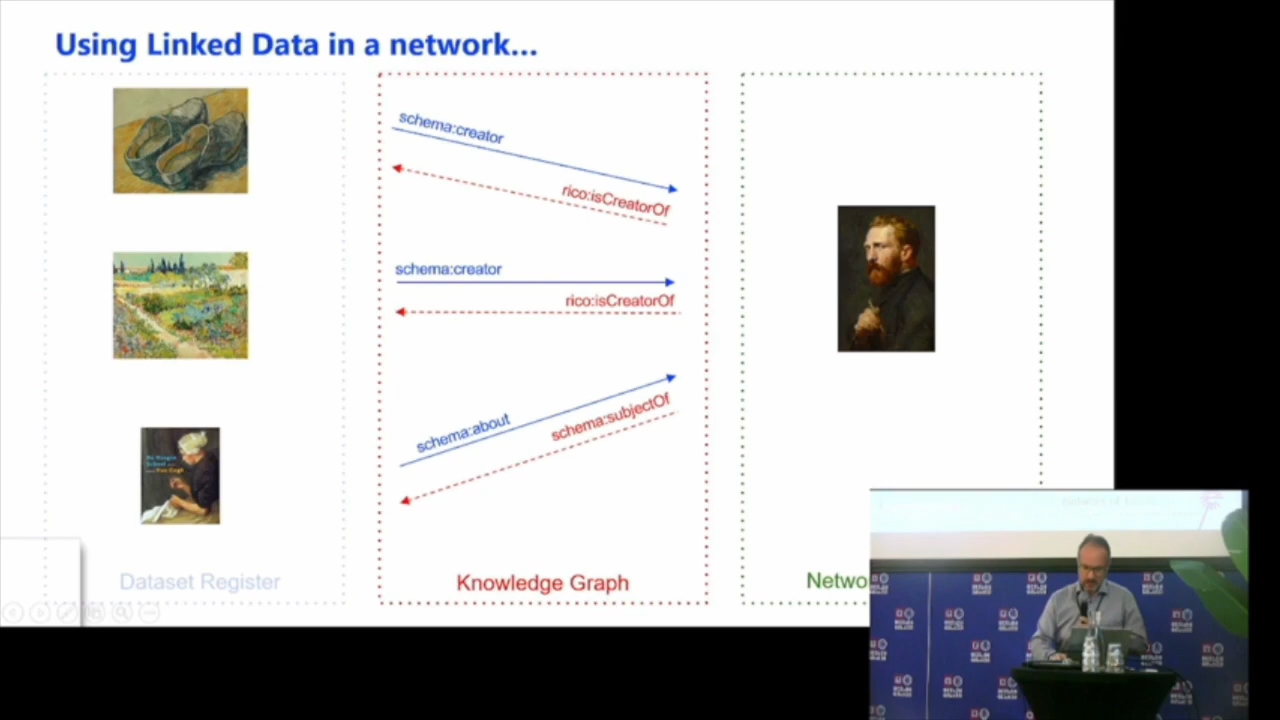 Using Linked Data in a network...
schema:creator
rico:isCreatorOf
schema:creator
rico:isCreatorOf
schema:about
schema:subjectOf
Dataset Register
Knowledge Graph
Netwo